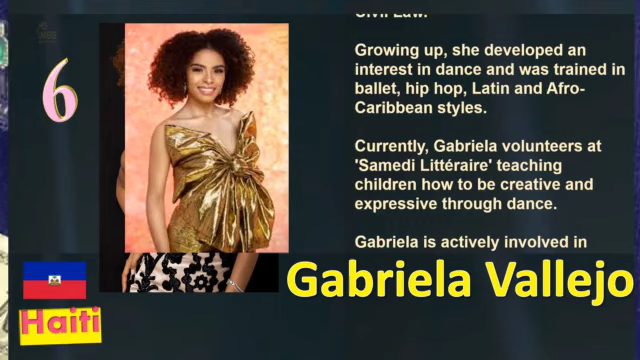 Civil Law.
Growing up, she developed an
interest in dance and was trained in
ballet, hip hop, Latin and Afro-
Caribbean styles.
Currently, Gabriela volunteers at
'Samedi Littéraire' teaching
children how to be creative and
expressive through dance.
Gabriela is actively involved in
6
Gabriela Vallejo
Haiti